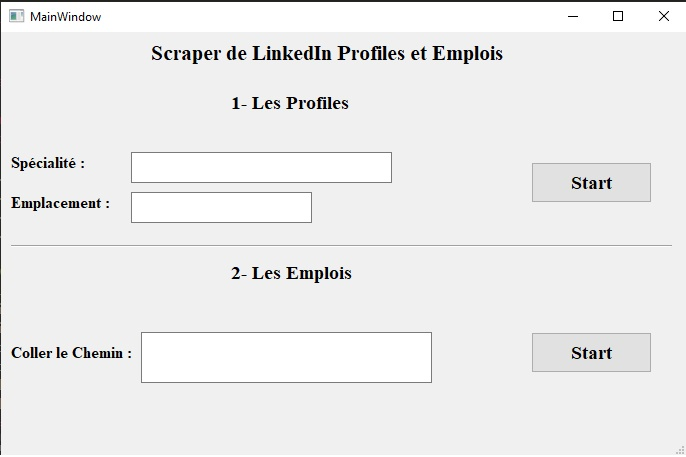 MainWindow
Scraper de LinkedIn Profiles et Emplois
1- Les Profiles
Spécialité :
Start
Emplacement :
2- Les Emplois
Coller le Chemin :
Start